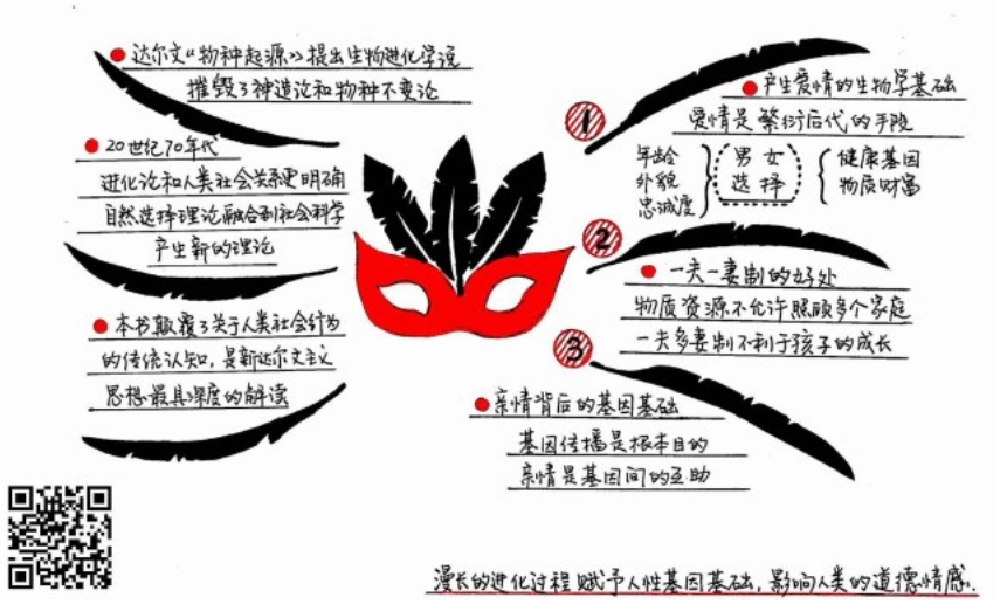 达尔文“物种起源”提出生物进化学说
摧毁了神造论和物种不变论
20世纪70年代
进化论和人类社会关系更明确
自然选择理论融合到社会科学
产生新的理论
本书颠覆了关于人类社会行为
的传统认知,是新达尔文主义
思想最具深度的解读
1
产生爱情的生物学基础
爱情是繁衍后代的手段
年龄
外貌
忠诚度
男 女
选择
健康基因
物质财富
2
一夫一妻制的好处
物质资源不允许照顾多个家庭
一夫多妻制不利于孩子的成长
3
亲情背后的基因基础
基因传播是根本目的
亲情是基因间的互助
漫长的进化过程赋予人性基因基础,影响人类的道德情感.